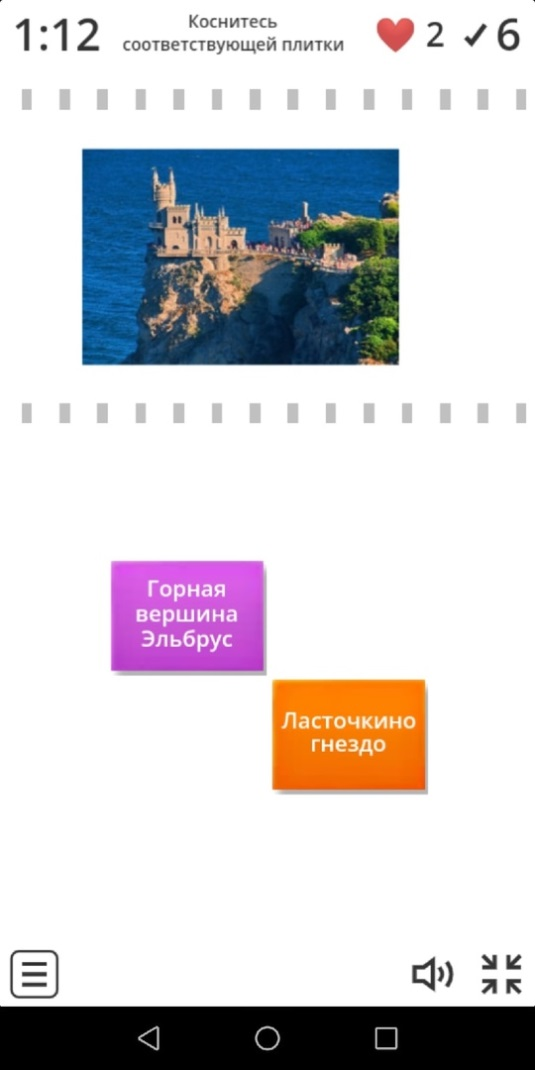 1:12
Коснитесь
соответствующей плитки
2
6
Горная
вершина
Эльбрус
Ласточкино
гнездо